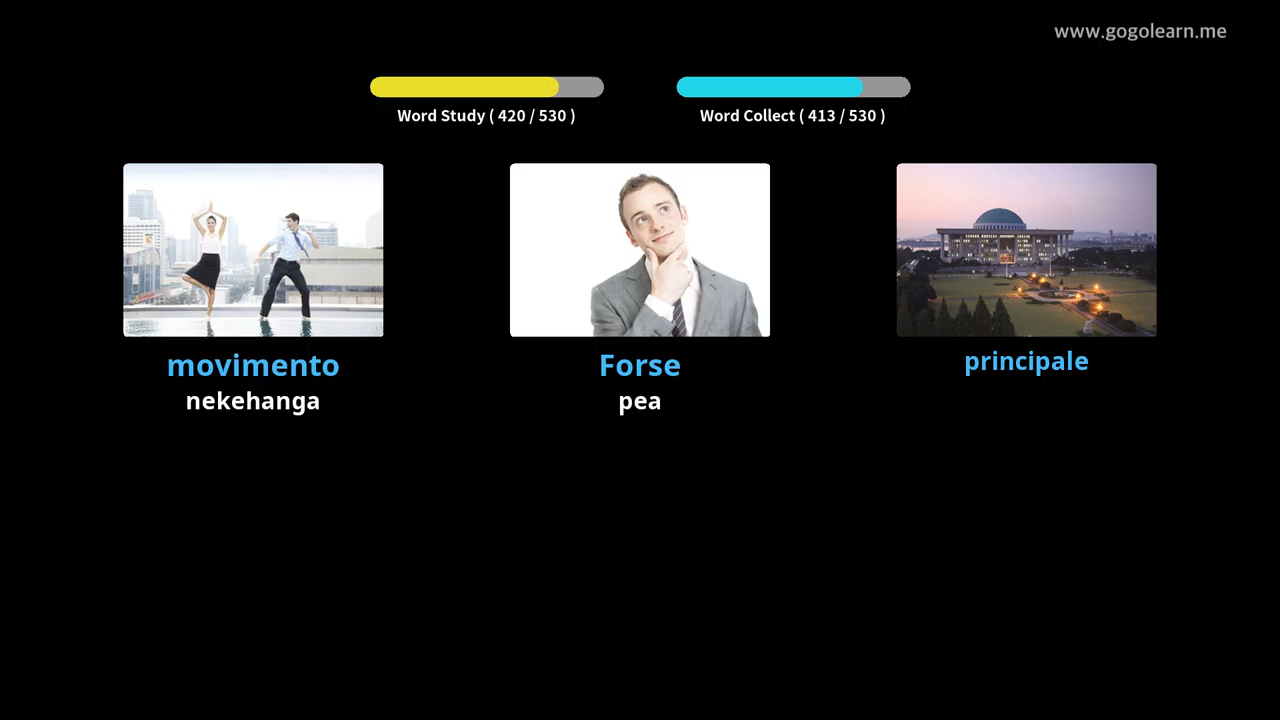 www.gogolearn.me
Word Study ( 420 / 530 )
Word Collect ( 413 / 530 )
movimento
nekehanga
Forse
pea
principale